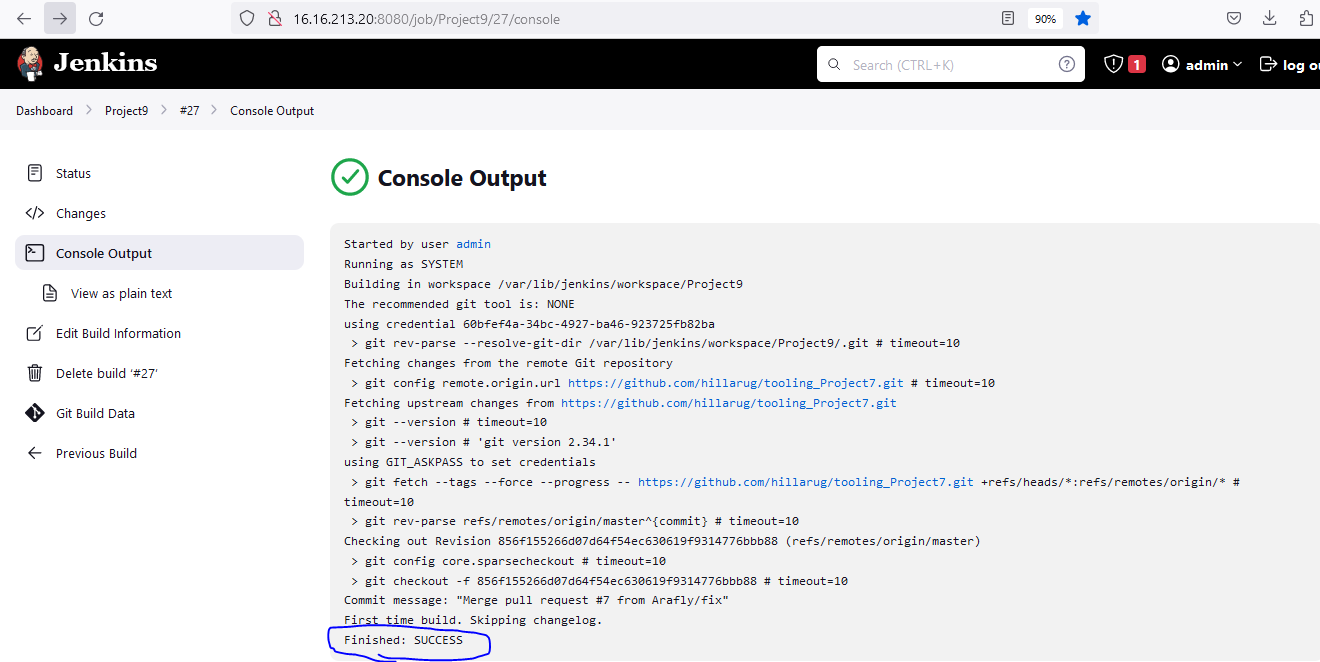 16.16.213.20:8080/job/Project9/27/console
90%
Jenkins
Search (CTRL+K)
1
admin
log ou
Dashboard
Project9
#27
Console Output
Status
Changes
Console Output
View as plain text
Edit Build Information
Delete build ‘#27’
Git Build Data
Previous Build
Console Output
Started by user admin
Running as SYSTEM
Building in workspace /var/lib/jenkins/workspace/Project9
The recommended git tool is: NONE
using credential 60bfef4a-34bc-4927-ba46-923725fb82ba
> git rev-parse --resolve-git-dir /var/lib/jenkins/workspace/Project9/.git # timeout=10
Fetching changes from the remote Git repository
> git config remote.origin.url https://github.com/hillarug/tooling_Project7.git # timeout=10
Fetching upstream changes from https://github.com/hillarug/tooling_Project7.git
> git --version # timeout=10
> git --version # 'git version 2.34.1'
using GIT_ASKPASS to set credentials
> git fetch --tags --force --progress -- https://github.com/hillarug/tooling_Project7.git +refs/heads/*:refs/remotes/origin/* #
timeout=10
> git rev-parse refs/remotes/origin/master^{commit} # timeout=10
Checking out Revision 856f155266d07d64f54ec630619f9314776bbb88 (refs/remotes/origin/master)
> git config core.sparsecheckout # timeout=10
> git checkout -f 856f155266d07d64f54ec630619f9314776bbb88 # timeout=10
Commit message: "Merge pull request #7 from Arafly/fix"
First time build. Skipping changelog.
Finished: SUCCESS